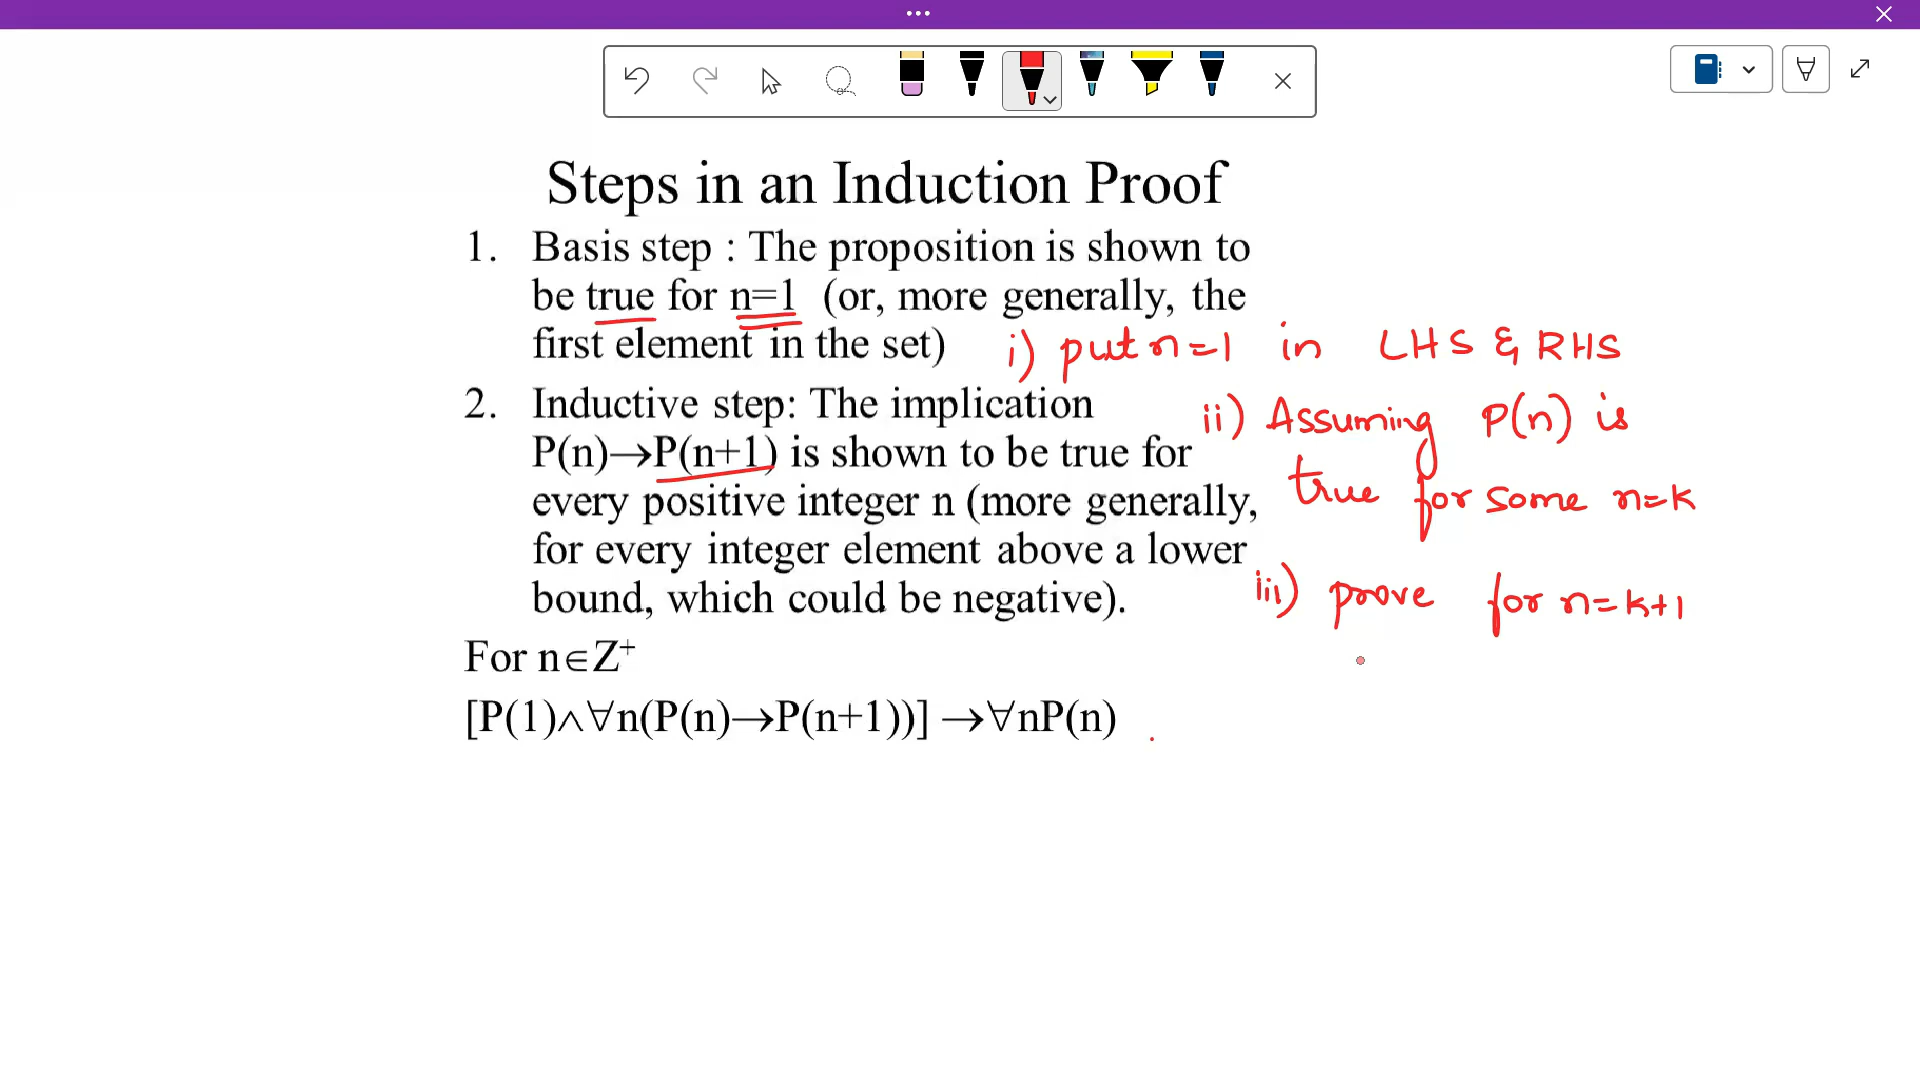 Steps in an Induction Proof
1. Basis step : The proposition is shown to
be true for n=1 (or, more generally, the
first element in the set)
i) put n=1 in LHS & RHS
2. Inductive step: The implication
P(n)→P(n+1) is shown to be true for
every positive integer n (more generally,
for every integer element above a lower
bound, which could be negative).
ii) Assuming P(n) is
true for some n=k
iii) prove for n=k+1
For n∈Z⁺
[P(1)∧∀n(P(n)→P(n+1))] →∀nP(n)